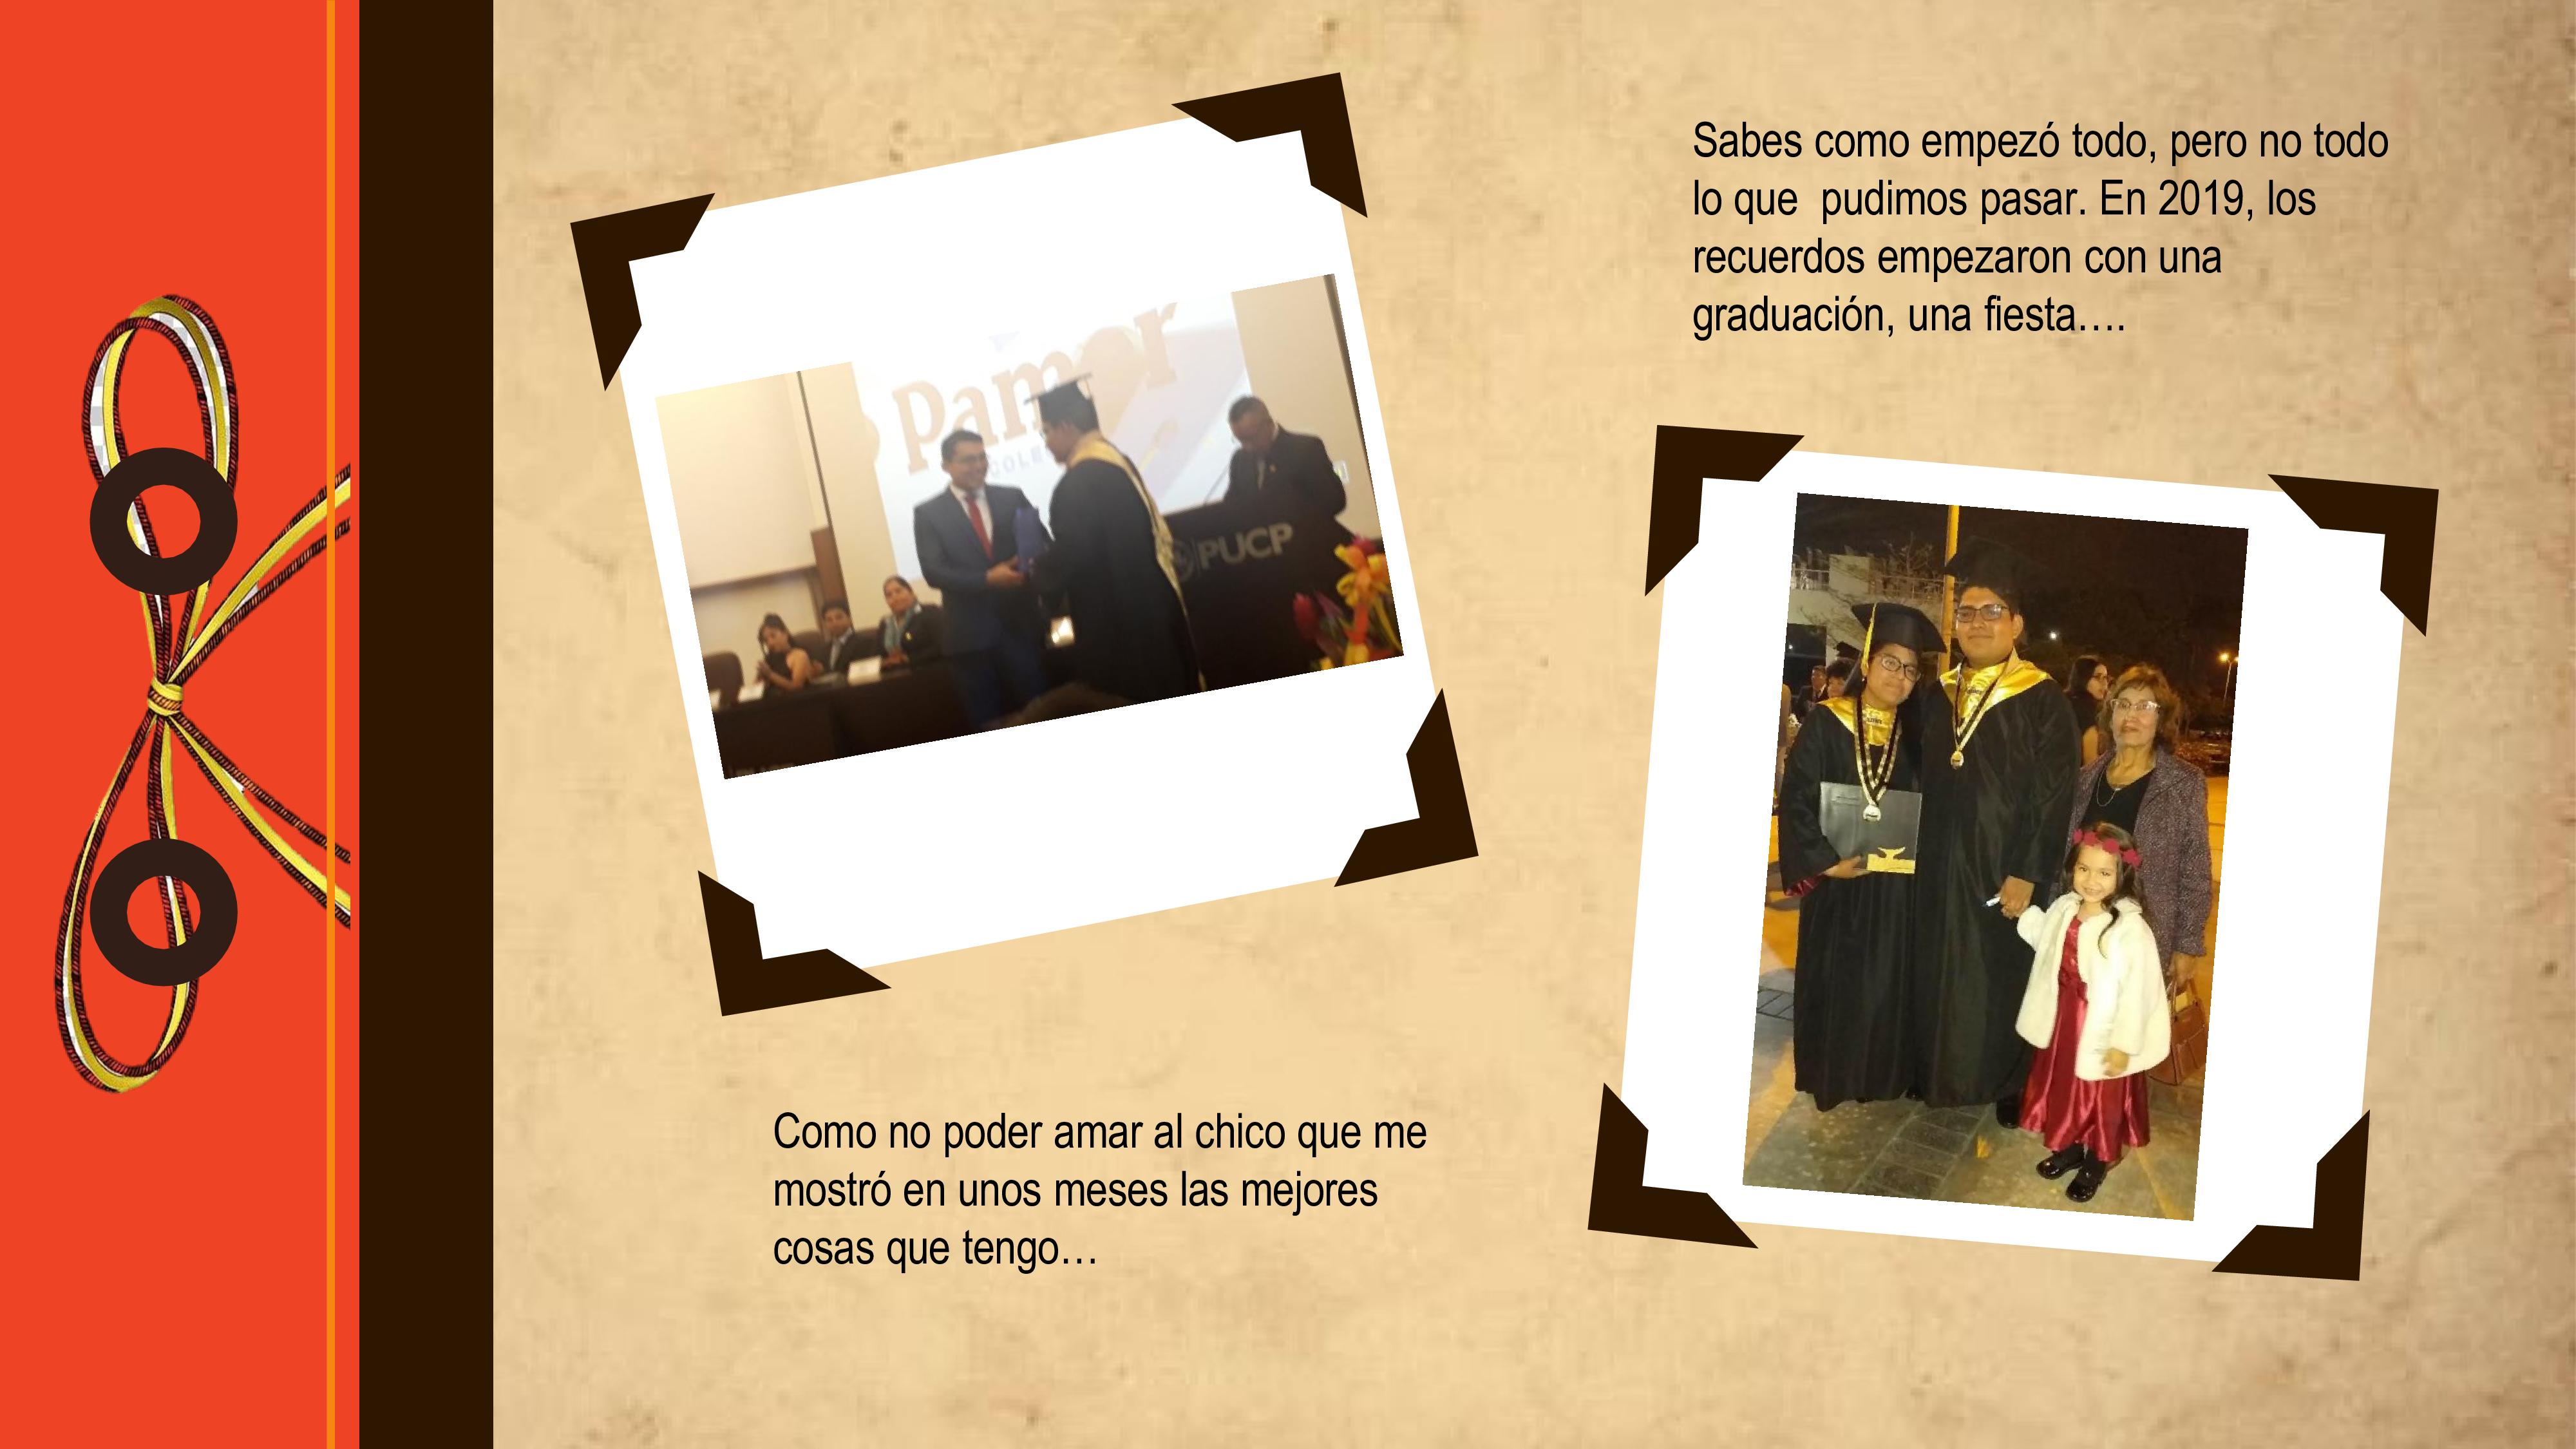 Sabes como empezó todo, pero no todo
lo que  pudimos pasar. En 2019, los
recuerdos empezaron con una
graduación, una fiesta….
PUCP
Como no poder amar al chico que me
mostró en unos meses las mejores
cosas que tengo…